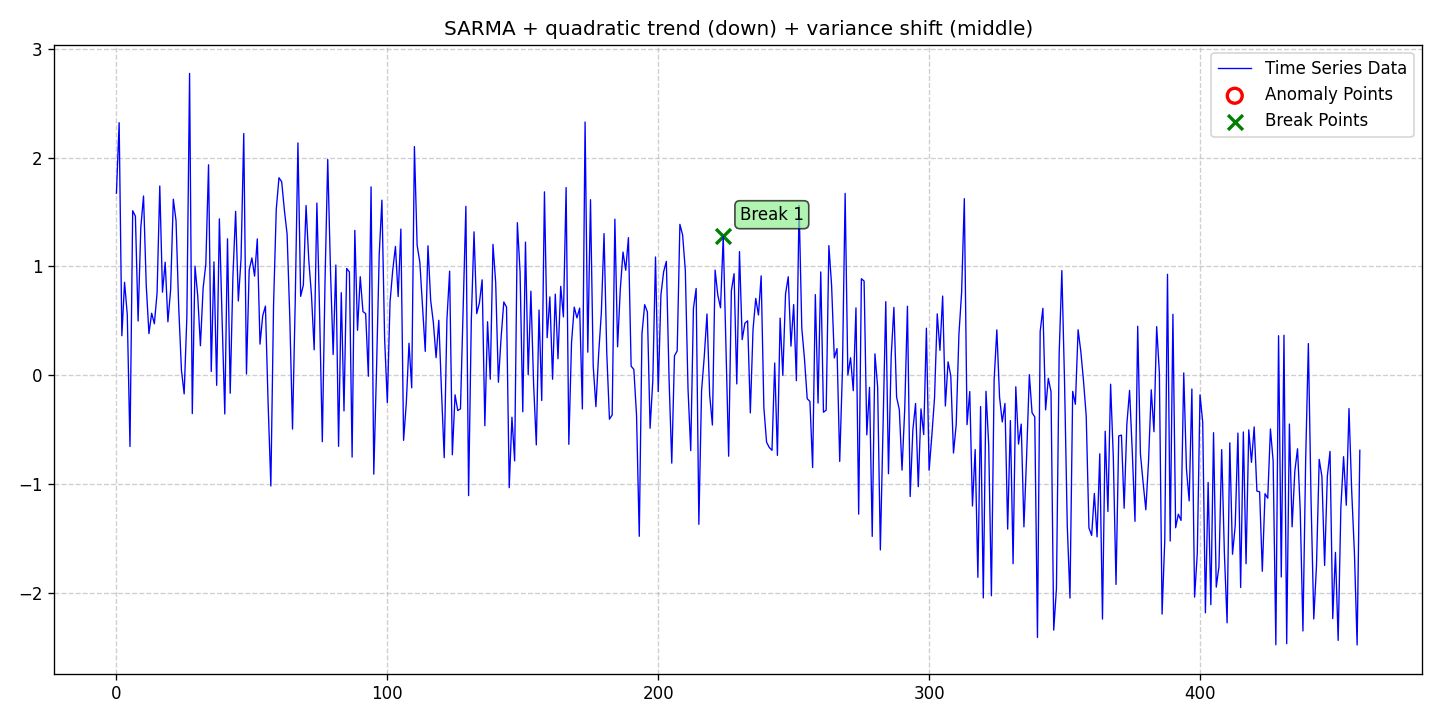 SARMA + quadratic trend (down) + variance shift (middle)
3
2
1
0
−1
−2
0
100
200
300
400
Time Series Data
Anomaly Points
Break Points
Break 1